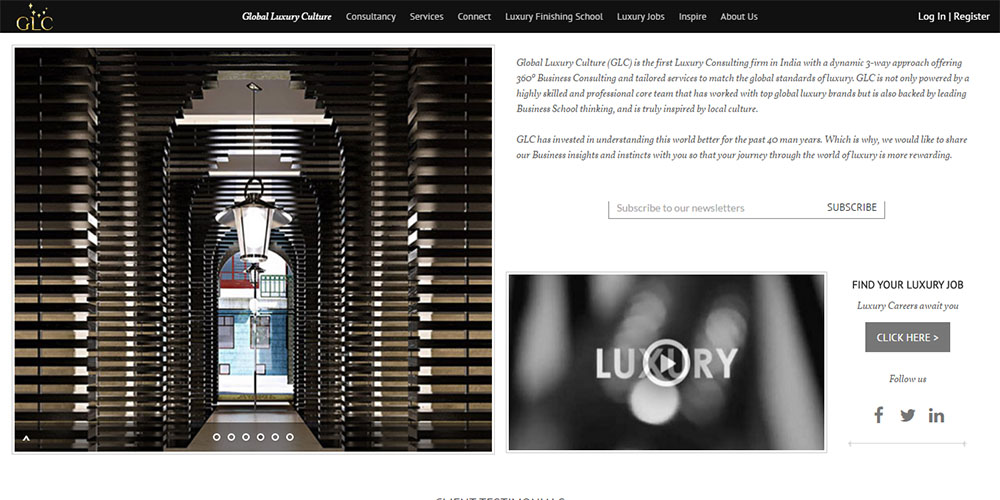 GLC
Global Luxury Culture Consultancy Services Connect Luxury Finishing School Luxury Jobs Inspire About Us
Log In | Register
Global Luxury Culture (GLC) is the first Luxury Consulting firm in India with a dynamic 3-way approach offering
360° Business Consulting and tailored services to match the global standards of luxury. GLC is not only powered by a
highly skilled and professional core team that has worked with top global luxury brands but is also backed by leading
Business School thinking, and is truly inspired by local culture.
GLC has invested in understanding this world better for the past 40 man years. Which is why, we would like to share
our Business insights and instincts with you so that your journey through the world of luxury is more rewarding.
Subscribe to our newsletters SUBSCRIBE
LUXURY
FIND YOUR LUXURY JOB
Luxury Careers await you
CLICK HERE >
Follow us
CLIENT TESTIMONIALS